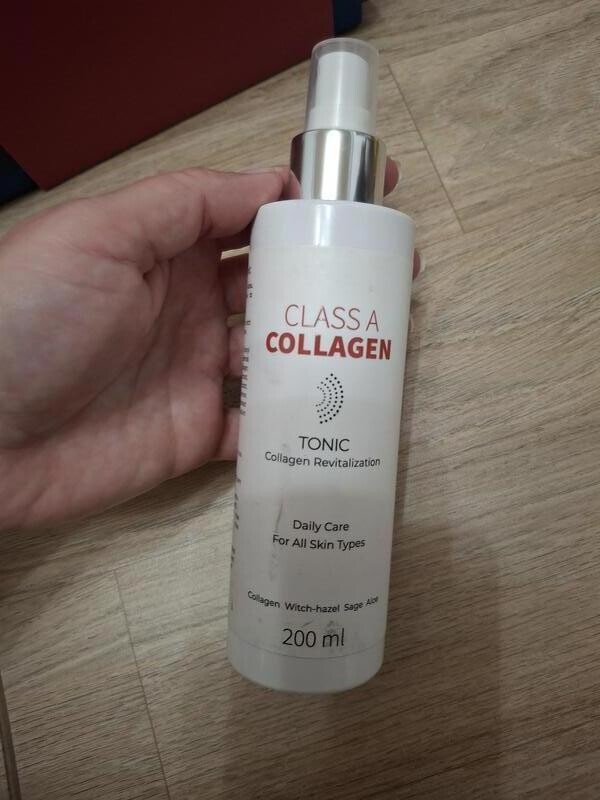 CLASS A
COLLAGEN
TONIC
Collagen Revitalization
Daily Care
For All Skin Types
Collagen Witch-hazel Sage Aloe
200 ml